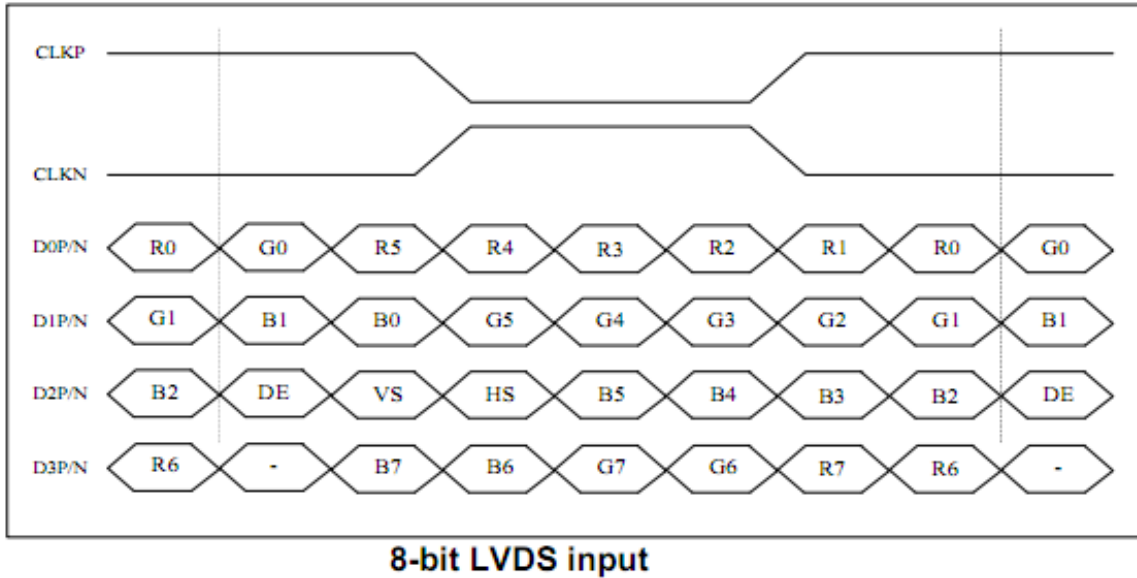 CLKP
CLKN
D0P/N R0 G0 R5 R4 R3 R2 R1 R0 G0
D1P/N G1 B1 B0 G5 G4 G3 G2 G1 B1
D2P/N B2 DE VS HS B5 B4 B3 B2 DE
D3P/N R6 - B7 B6 G7 G6 R7 R6 -
8-bit LVDS input